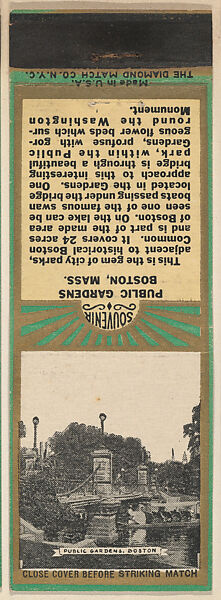 Made in U.S.A.
THE DIAMOND MATCH CO. N.Y.C.
PUBLIC GARDENS
BOSTON, MASS.
This is the gem of city parks,
adjacent to historical Boston
Common. It covers 24 acres
and is part of the made area
of Boston. On the lake can be
seen one of the famous swan
boats passing under the bridge
located in the Gardens. One
approach to this interesting
bridge is through a beautiful
park, within the Public
Gardens, profuse with gor-
geous flower beds which sur-
round the Washington
Monument.
SOUVENIR
PUBLIC GARDENS, BOSTON
CLOSE COVER BEFORE STRIKING MATCH